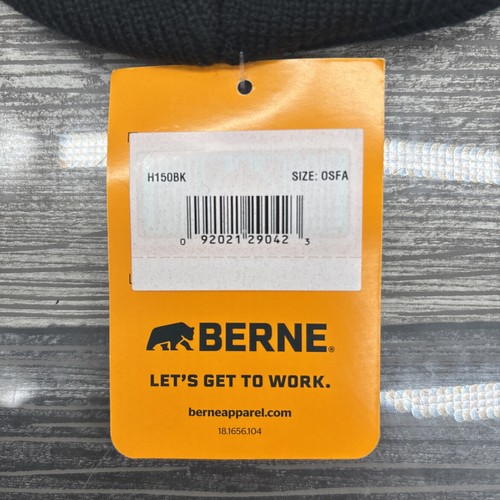 H150BK SIZE: OSFA
0 92021 29042 3
BERNE®
LET'S GET TO WORK.
berneapparel.com
18.1656.104